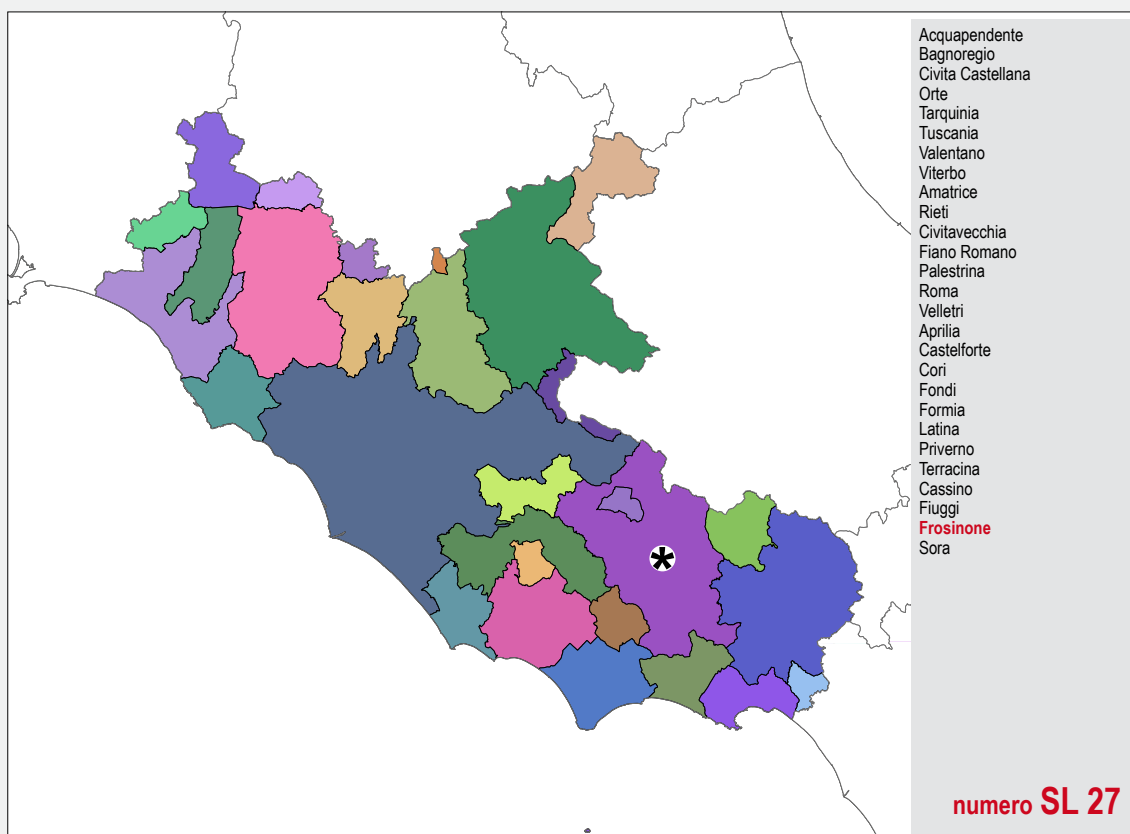 Acquapendente
Bagnoregio
Civita Castellana
Orte
Tarquinia
Tuscania
Valentano
Viterbo
Amatrice
Rieti
Civitavecchia
Fiano Romano
Palestrina
Roma
Velletri
Aprilia
Castelforte
Cori
Fondi
Formia
Latina
Priverno
Terracina
Cassino
Fiuggi
Frosinone
Sora
*
numero SL 27